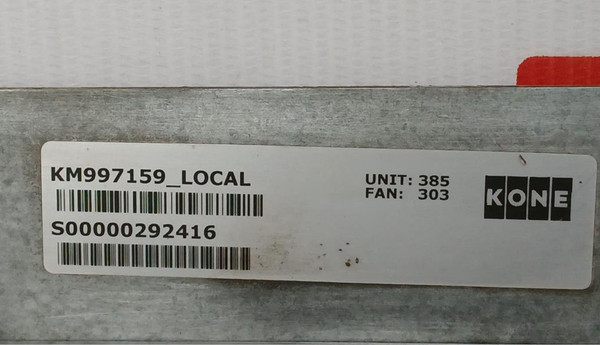 KM997159_LOCAL
S00000292416
UNIT: 385
FAN: 303
KONE